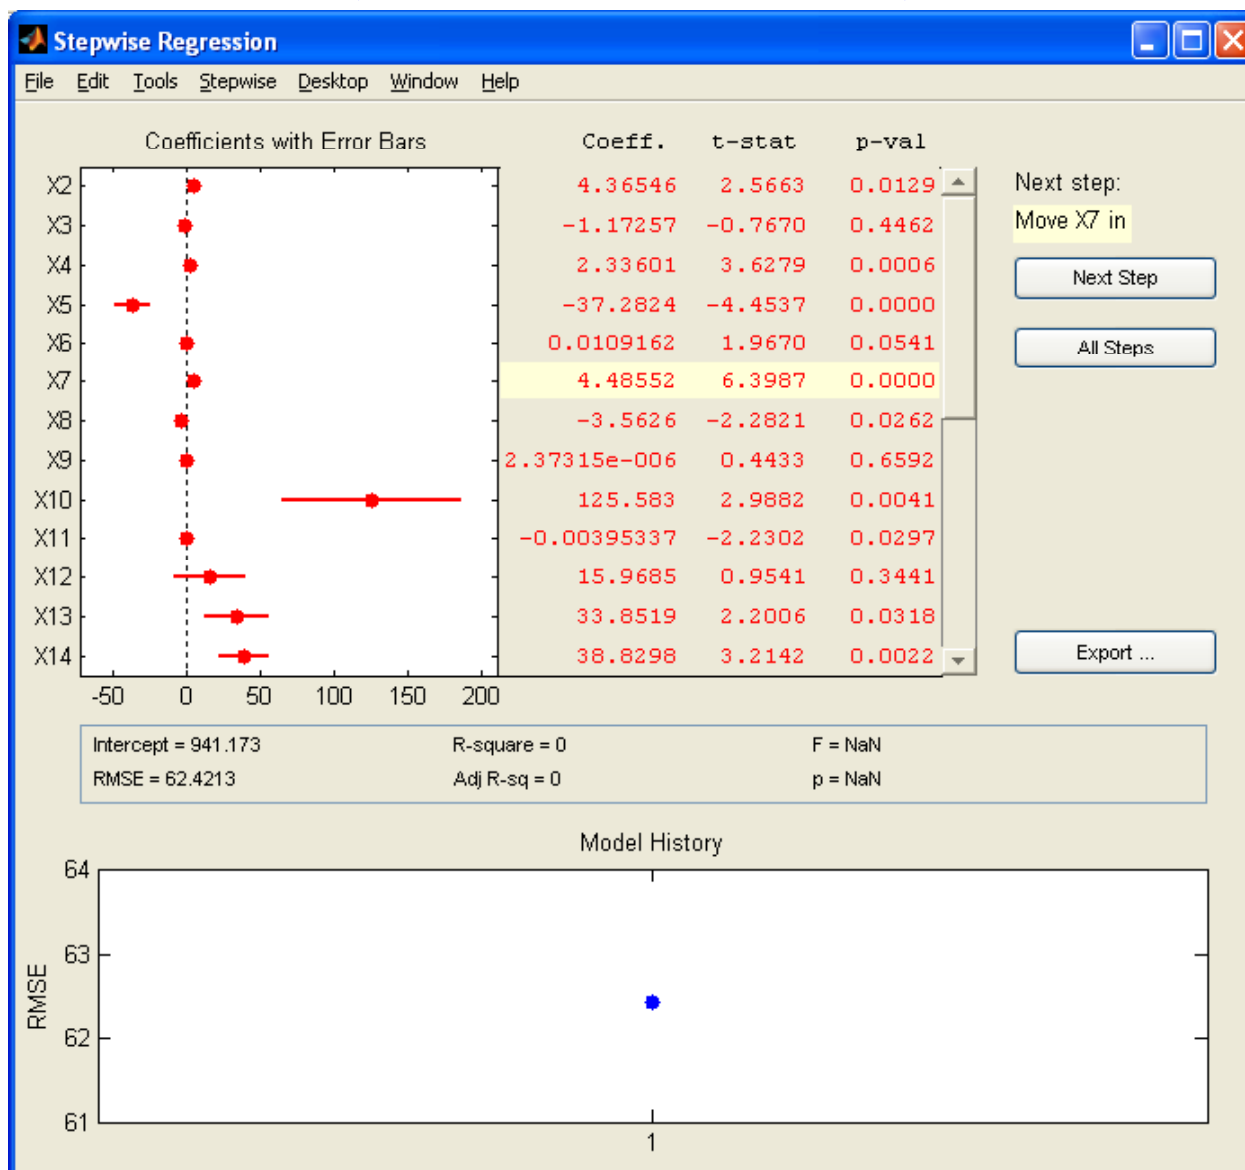 Stepwise Regression
File Edit Tools Stepwise Desktop Window Help
Coefficients with Error Bars Coeff. t-stat p-val
X2 4.36546 2.5663 0.0129
X3 -1.17257 -0.7670 0.4462
X4 2.33601 3.6279 0.0006
X5 -37.2824 -4.4537 0.0000
X6 0.0109162 1.9670 0.0541
X7 4.48552 6.3987 0.0000
X8 -3.5626 -2.2821 0.0262
X9 2.37315e-006 0.4433 0.6592
X10 125.583 2.9882 0.0041
X11 -0.00395337 -2.2302 0.0297
X12 15.9685 0.9541 0.3441
X13 33.8519 2.2006 0.0318
X14 38.8298 3.2142 0.0022
-50 0 50 100 150 200
Next step:
Move X7 in
Next Step
All Steps
Export ...
Intercept = 941.173 R-square = 0 F = NaN
RMSE = 62.4213 Adj R-sq = 0 p = NaN
Model History
64
63
62
61
RMSE
1